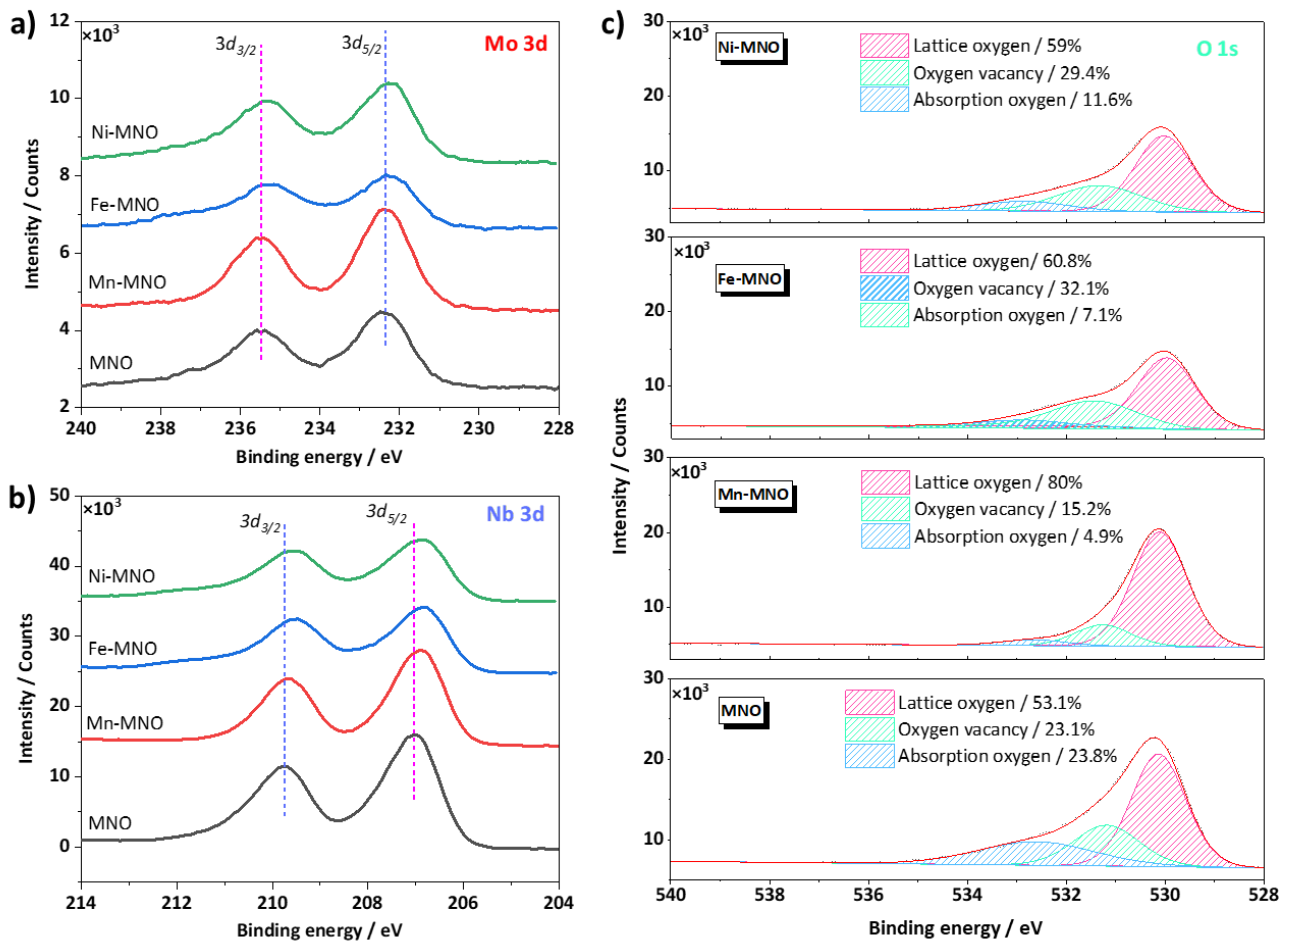 a)
12
×10³
3d3/2
3d5/2
Mo 3d
10
Ni-MNO
8
Fe-MNO
6
Mn-MNO
4
MNO
2
240 238 236 234 232 230 228
Binding energy / eV
Intensity / Counts
b)
50
×10³
3d3/2
3d5/2
Nb 3d
40
Ni-MNO
30
Fe-MNO
20
Mn-MNO
10
MNO
0
214 212 210 208 206 204
Binding energy / eV
Intensity / Counts
c)
30
×10³
Ni-MNO
Lattice oxygen / 59%
O 1s
Oxygen vacancy / 29.4%
Absorption oxygen / 11.6%
20
10
30
×10³
Fe-MNO
Lattice oxygen/ 60.8%
Oxygen vacancy / 32.1%
Absorption oxygen / 7.1%
20
10
30
×10³
Mn-MNO
Lattice oxygen / 80%
Oxygen vacancy / 15.2%
Absorption oxygen / 4.9%
20
10
30
×10³
MNO
Lattice oxygen / 53.1%
Oxygen vacancy / 23.1%
Absorption oxygen / 23.8%
20
10
540 538 536 534 532 530 528
Binding energy / eV
Intensity / Counts